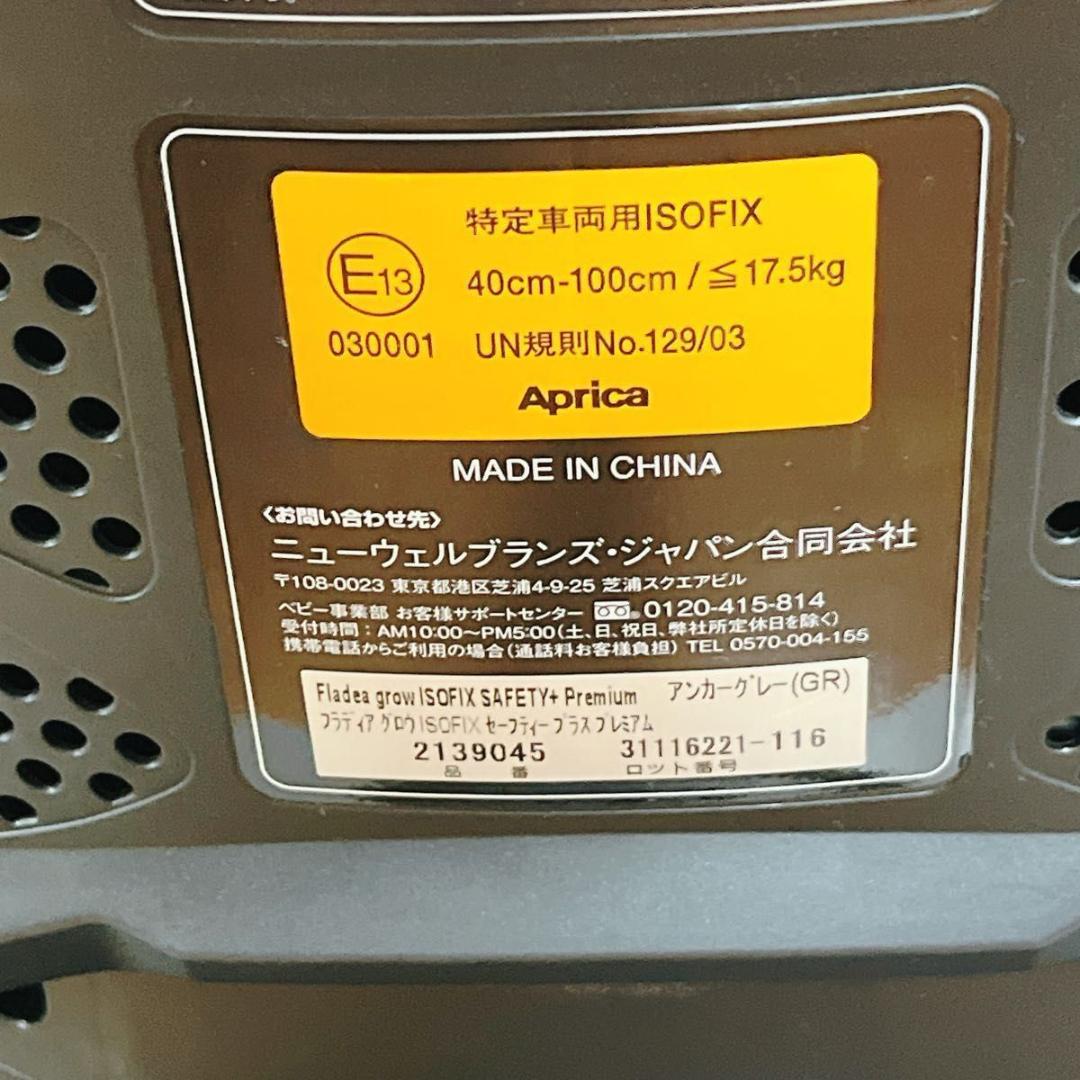 特定車両用ISOFIX
E13 40cm-100cm / ≦17.5kg
030001 UN規則No.129/03
Aprica
MADE IN CHINA
〈お問い合わせ先〉
ニューウェルブランズ・ジャパン合同会社
〒108-0023 東京都港区芝浦4-9-25 芝浦スクエアビル
ベビー事業部 お客様サポートセンター 0120-415-814
受付時間：AM10:00〜PM5:00(土、日、祝日、弊社所定休日を除く)
携帯電話からご利用の場合(通話料お客様負担) TEL 0570-004-155
Fladea grow ISOFIX SAFETY+ Premium アンカーグレー(GR)
フラディア グロウ ISOFIX セーフティー プラス プレミアム
2139045 31116221-116
品番 ロット番号